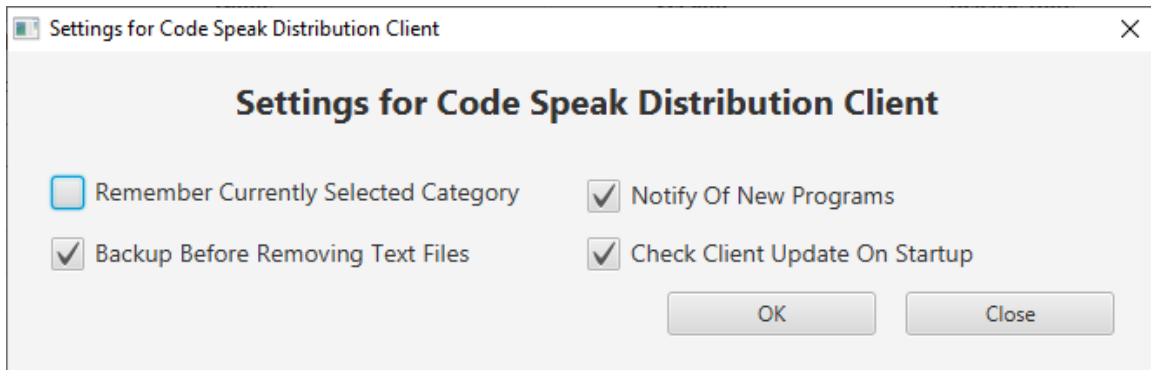 Settings for Code Speak Distribution Client
Settings for Code Speak Distribution Client
Remember Currently Selected Category
Notify Of New Programs
Backup Before Removing Text Files
Check Client Update On Startup
OK
Close